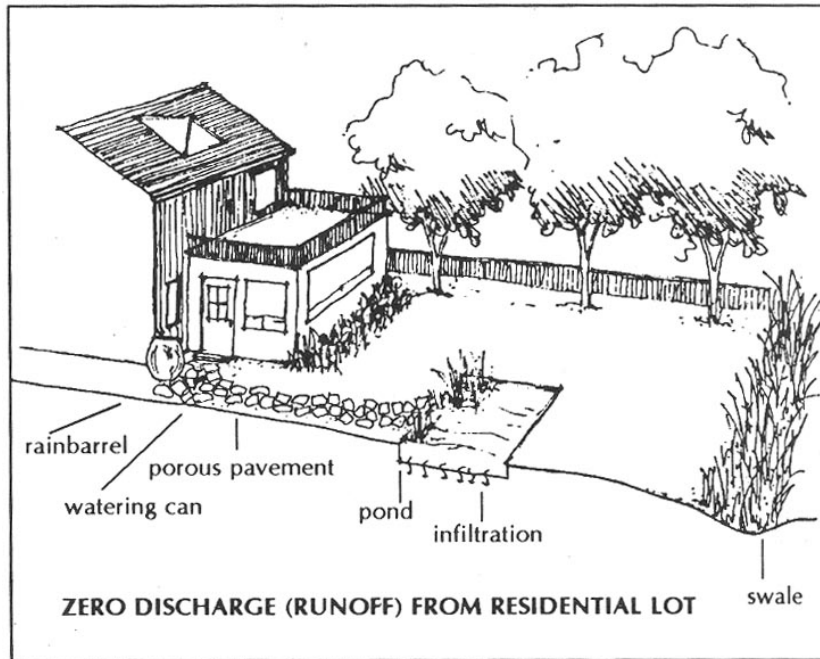 rainbarrel
watering can
porous pavement
pond
infiltration
swale
ZERO DISCHARGE (RUNOFF) FROM RESIDENTIAL LOT